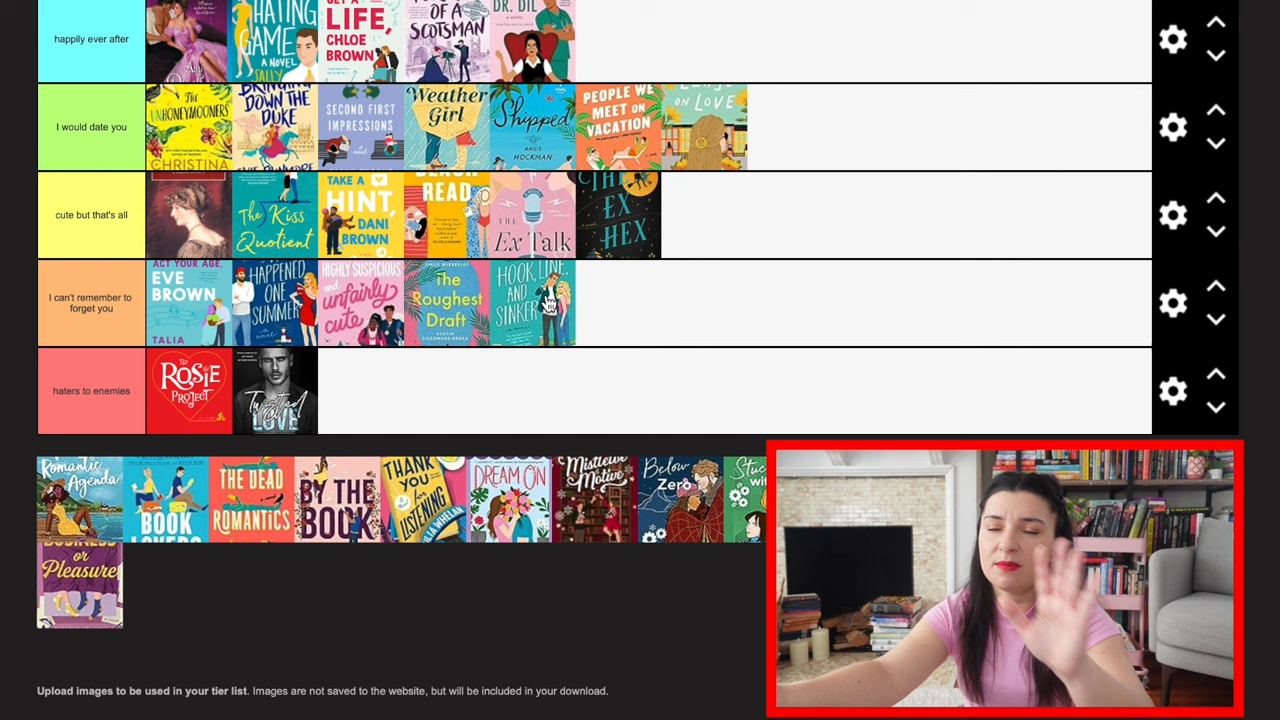 happily ever after
HATING
GAME
A NOVEL
SALLY
LIFE,
CHLOE
BROWN
OF A
SCOTSMAN
DR. DIL
A NOVEL
I would date you
THE
UNHONEYMOONERS
CHRISTINA
BRINGING
DOWN THE
DUKE
SECOND FIRST
IMPRESSIONS
a novel
Weather
Girl
Shipped
ANGIE
HOCKMAN
PEOPLE WE
MEET ON
VACATION
ON LOVE
cute but that's all
The Kiss
Quotient
TAKE A
HINT,
DANI
BROWN
READ
THE
Ex Talk
THE
EX
HEX
I can't remember to
forget you
ACT YOUR AGE,
EVE
BROWN
TALIA
HAPPENED
ONE
SUMMER
HIGHLY SUSPICIOUS
and
unfairly
cute
The
Roughest
Draft
HOOK, LINE,
AND
SINKER
haters to enemies
THE
ROSIE
PROJECT
Twisted
LOVE
Romantic
Agenda
BOOK
LOVERS
THE DEAD
ROMANTICS
BY THE
BOOK
THANK
YOU for
LISTENING
JULIA WHELAN
DREAM ON
Mistletoe
Motive
Below
Zero
BUSINESS
or
Pleasure
Upload images to be used in your tier list. Images are not saved to the website, but will be included in your download.